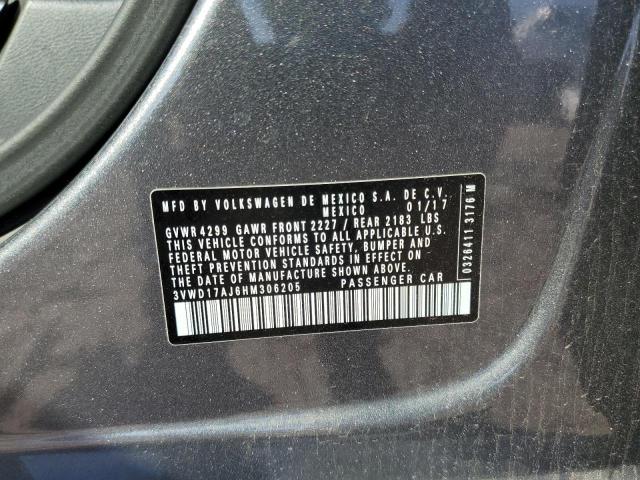 MFD BY VOLKSWAGEN DE MEXICO S.A. DE C.V.
MEXICO 01/17
GVWR 4299 GAWR FRONT 2227 / REAR 2183 LBS
THIS VEHICLE CONFORMS TO ALL APPLICABLE U.S.
FEDERAL MOTOR VEHICLE SAFETY, BUMPER AND
THEFT PREVENTION STANDARDS IN EFFECT ON
THE DATE OF MANUFACTURE SHOWN ABOVE.
3VWD17AJ6HM306205 PASSENGER CAR
0326411 3176 M